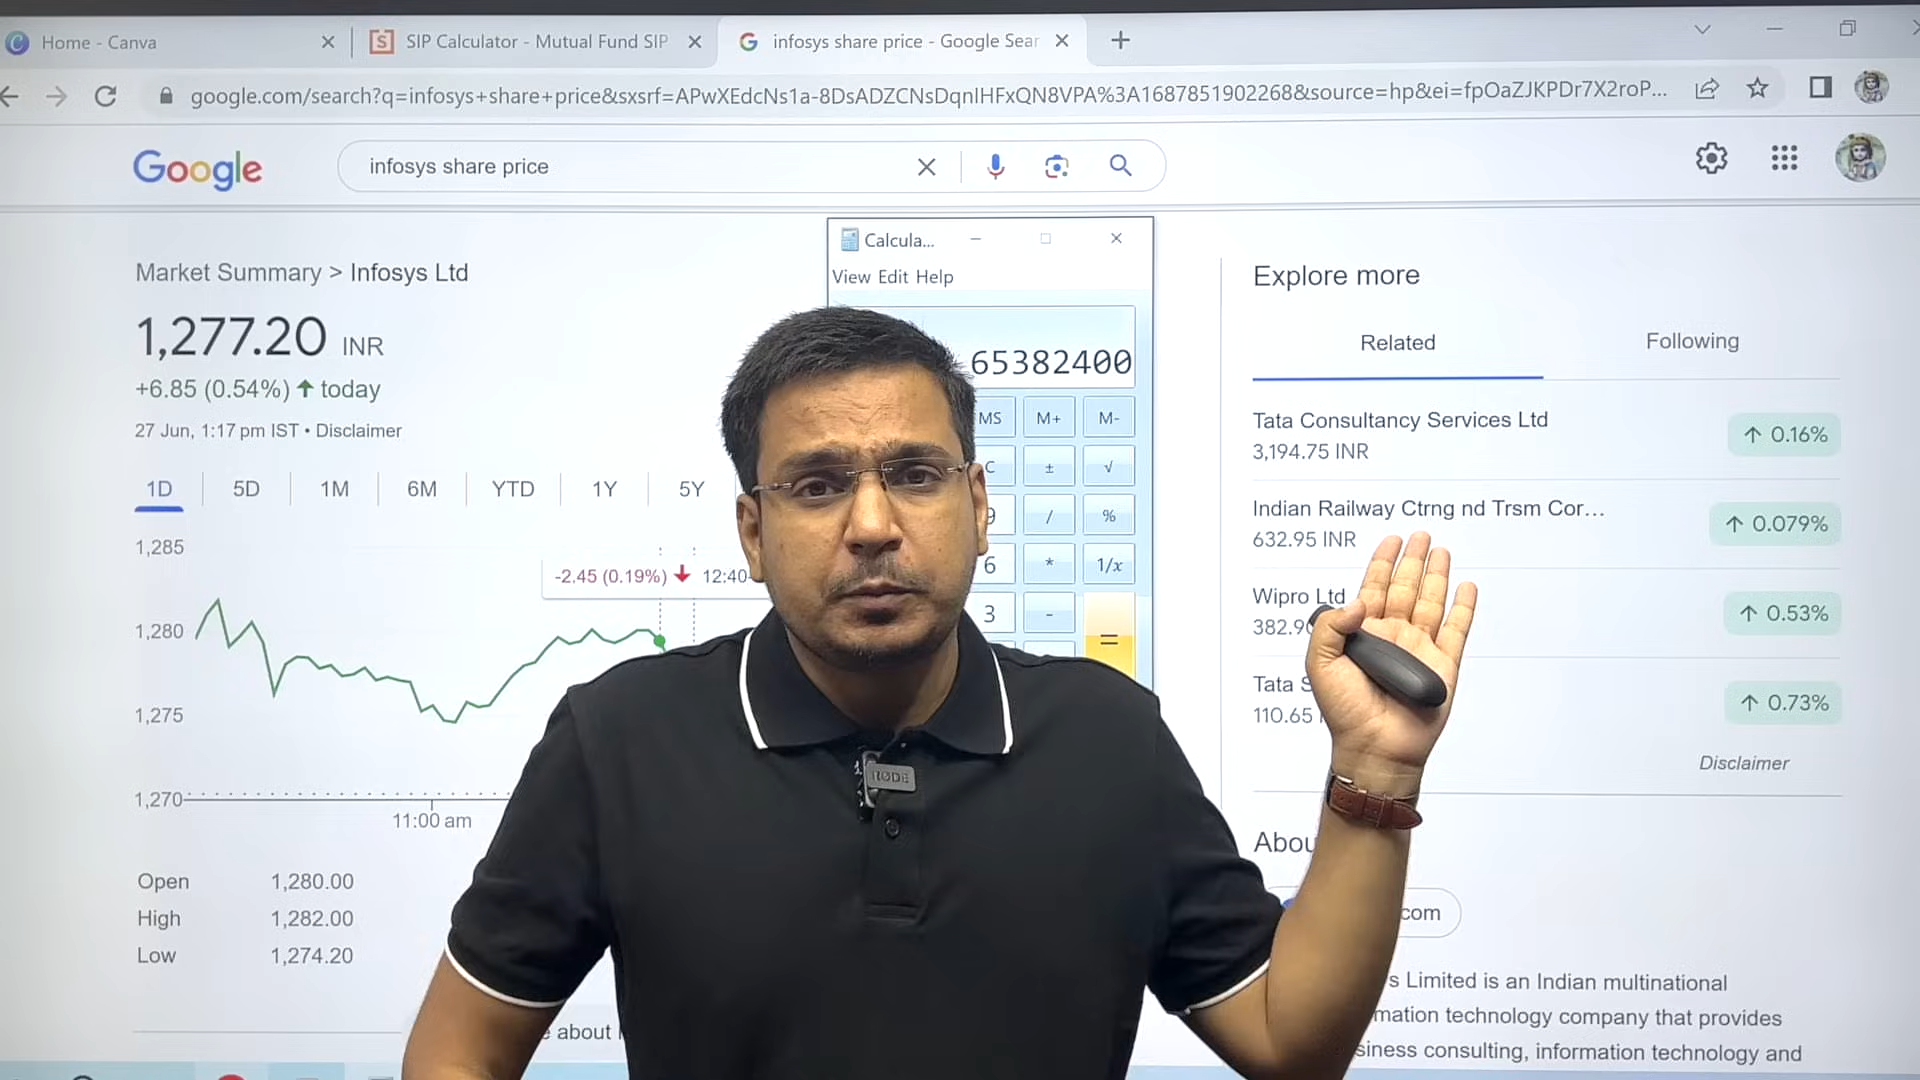 Home - Canva
SIP Calculator - Mutual Fund SIP
infosys share price - Google Sear
google.com/search?q=infosys+share+price&sxsrf=APwXEdcNs1a-8DsADZCNsDqnIHFxQN8VPA%3A1687851902268&source=hp&ei=fpOaZJKPDr7X2roP...
Google
infosys share price
Market Summary > Infosys Ltd
1,277.20 INR
+6.85 (0.54%) ↑ today
27 Jun, 1:17 pm IST • Disclaimer
1D 5D 1M 6M YTD 1Y 5Y
1,285
-2.45 (0.19%) ↓ 12:40
1,280
1,275
1,270
11:00 am
Open 1,280.00
High 1,282.00
Low 1,274.20
about
Calcula...
View Edit Help
65382400
MS M+ M-
C ± √
9 / %
6 * 1/x
3 - =
RODE
Explore more
Related Following
Tata Consultancy Services Ltd
3,194.75 INR
↑ 0.16%
Indian Railway Ctrng nd Trsm Cor...
632.95 INR
↑ 0.079%
Wipro Ltd
382.90
↑ 0.53%
Tata S
110.65
↑ 0.73%
Disclaimer
Abou
com
s Limited is an Indian multinational
mation technology company that provides
siness consulting, information technology and